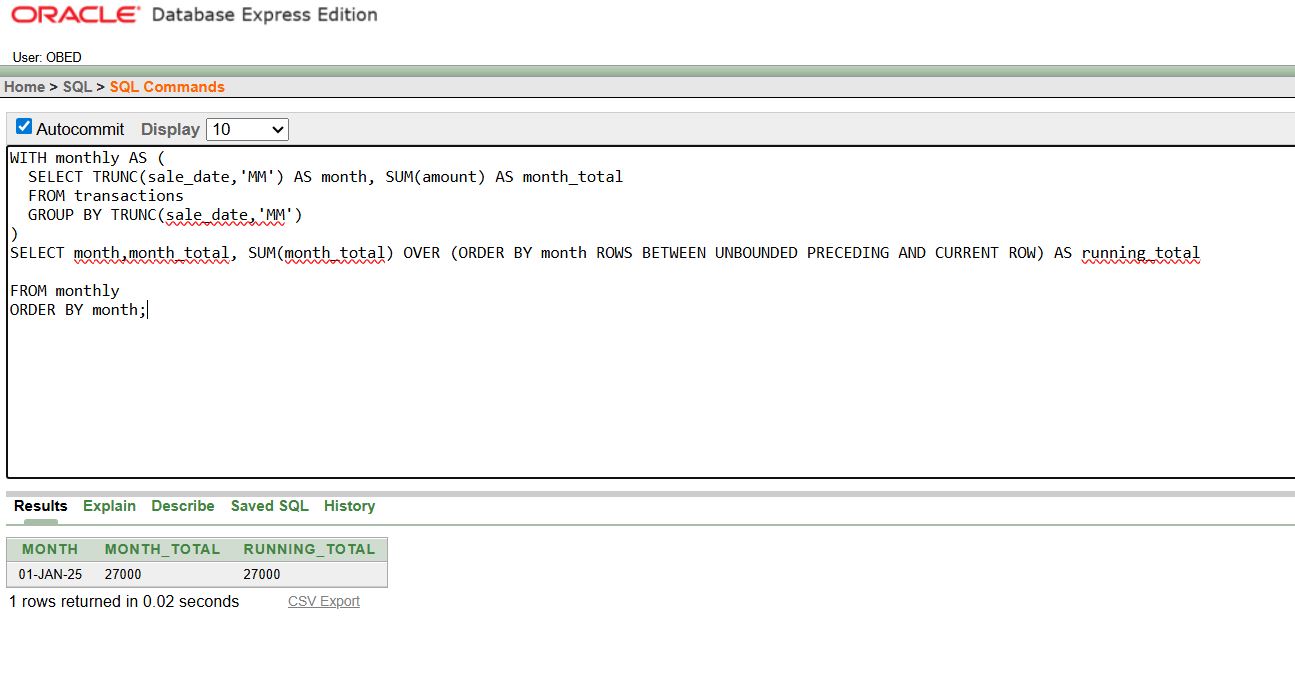 ORACLE® Database Express Edition
User: OBED
Home > SQL > SQL Commands
Autocommit Display 10
WITH monthly AS (
SELECT TRUNC(sale_date,'MM') AS month, SUM(amount) AS month_total
FROM transactions
GROUP BY TRUNC(sale_date,'MM')
)
SELECT month,month_total, SUM(month_total) OVER (ORDER BY month ROWS BETWEEN UNBOUNDED PRECEDING AND CURRENT ROW) AS running_total
FROM monthly
ORDER BY month;
Results Explain Describe Saved SQL History
MONTH MONTH_TOTAL RUNNING_TOTAL
01-JAN-25 27000 27000
1 rows returned in 0.02 seconds CSV Export